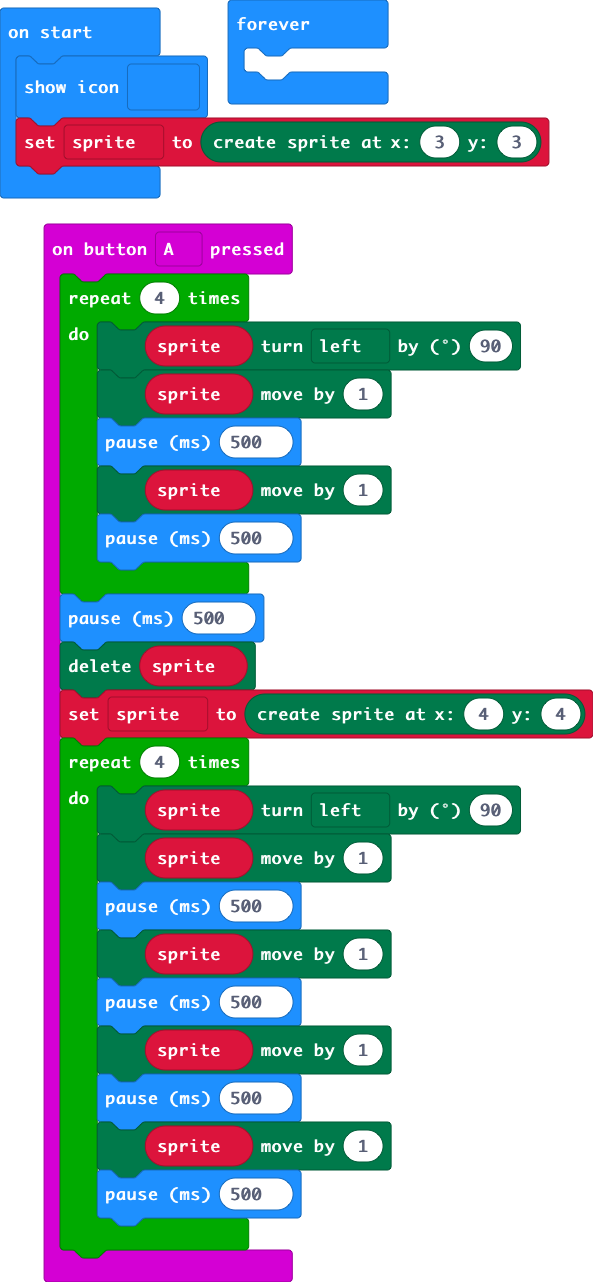 on start
show icon
set sprite to create sprite at x: 3 y: 3
forever
on button A pressed
repeat 4 times
do
sprite turn left by (°) 90
sprite move by 1
pause (ms) 500
sprite move by 1
pause (ms) 500
pause (ms) 500
delete sprite
set sprite to create sprite at x: 4 y: 4
repeat 4 times
do
sprite turn left by (°) 90
sprite move by 1
pause (ms) 500
sprite move by 1
pause (ms) 500
sprite move by 1
pause (ms) 500
sprite move by 1
pause (ms) 500